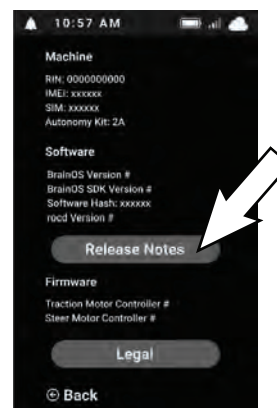 10:57 AM
Machine
RIN: 0000000000
IMEI: xxxxxx
SIM: xxxxxx
Autonomy Kit: 2A
Software
BrainOS Version #
BrainOS SDK Version #
Software Hash: xxxxxx
rocd Version #
Release Notes
Firmware
Traction Motor Controller #
Steer Motor Controller #
Legal
Back